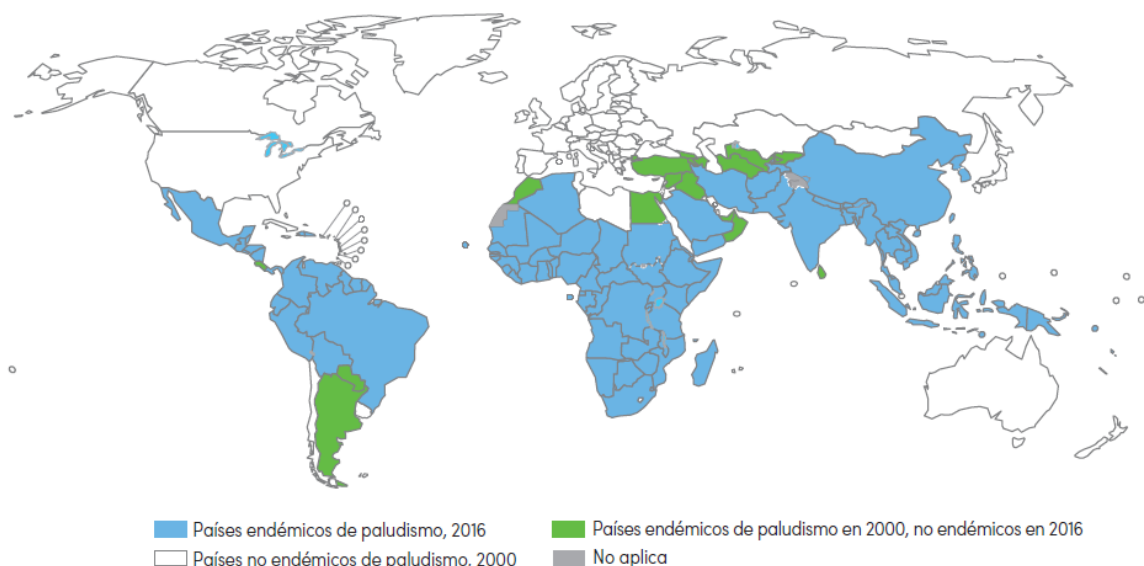 Países endémicos de paludismo, 2016
Países endémicos de paludismo en 2000, no endémicos en 2016
Países no endémicos de paludismo, 2000
No aplica